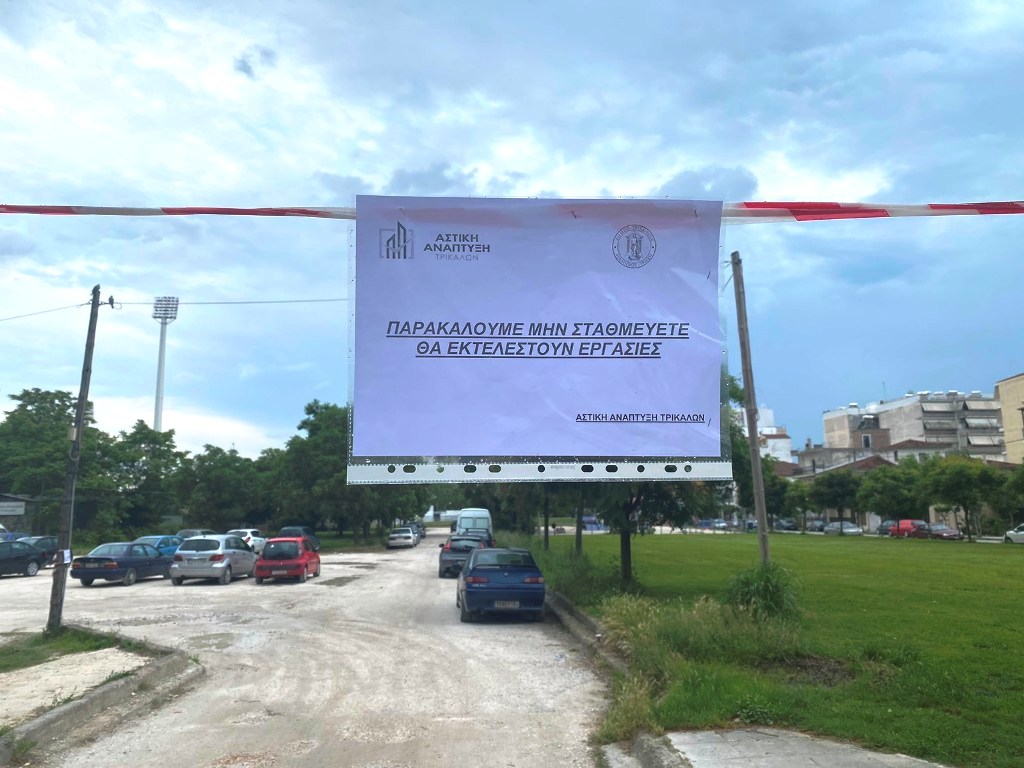 ΑΣΤΙΚΗ
ΑΝΑΠΤΥΞΗ
ΤΡΙΚΑΛΩΝ
ΠΑΡΑΚΑΛΟΥΜΕ ΜΗΝ ΣΤΑΘΜΕΥΕΤΕ
ΘΑ ΕΚΤΕΛΕΣΤΟΥΝ ΕΡΓΑΣΙΕΣ
ΑΣΤΙΚΗ ΑΝΑΠΤΥΞΗ ΤΡΙΚΑΛΩΝ